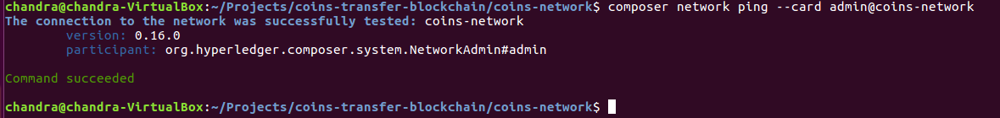 chandra@chandra-VirtualBox:~/Projects/coins-transfer-blockchain/coins-network$ composer network ping --card admin@coins-network
The connection to the network was successfully tested: coins-network
version: 0.16.0
participant: org.hyperledger.composer.system.NetworkAdmin#admin
Command succeeded
chandra@chandra-VirtualBox:~/Projects/coins-transfer-blockchain/coins-network$